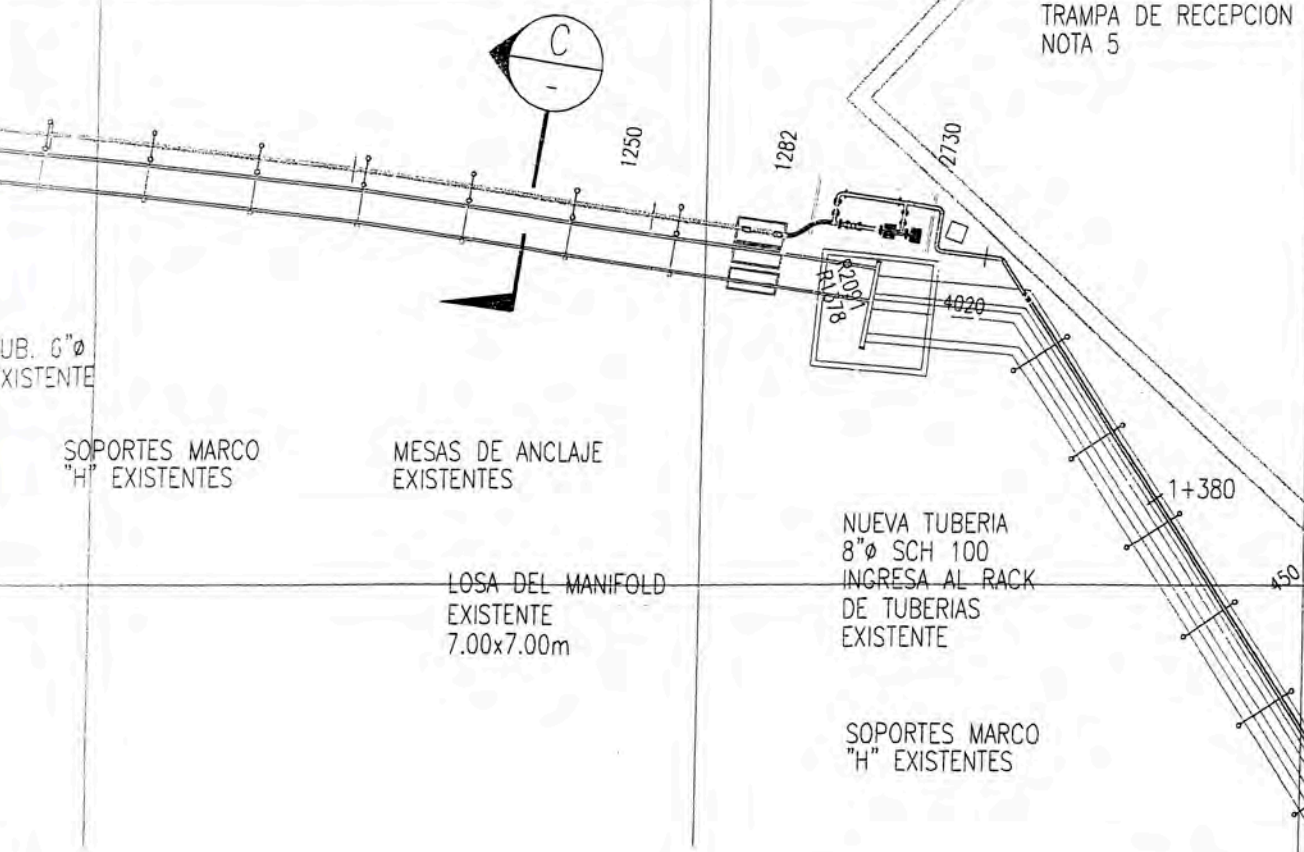 TRAMPA DE RECEPCION
NOTA 5
C
-
1250
1282
2730
4020
UB. 6"ø
XISTENTE
SOPORTES MARCO
"H" EXISTENTES
MESAS DE ANCLAJE
EXISTENTES
1+380
NUEVA TUBERIA
8"ø SCH 100
INGRESA AL RACK
DE TUBERIAS
EXISTENTE
450
LOSA DEL MANIFOLD
EXISTENTE
7.00x7.00m
SOPORTES MARCO
"H" EXISTENTES